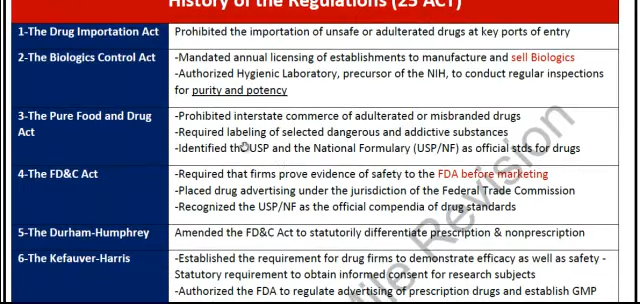 History of the Regulations (25 ACT)
1-The Drug Importation Act Prohibited the importation of unsafe or adulterated drugs at key ports of entry
2-The Biologics Control Act -Mandated annual licensing of establishments to manufacture and sell Biologics
-Authorized Hygienic Laboratory, precursor of the NIH, to conduct regular inspections
for purity and potency
3-The Pure Food and Drug
Act
-Prohibited interstate commerce of adulterated or misbranded drugs
-Required labeling of selected dangerous and addictive substances
-Identified the USP and the National Formulary (USP/NF) as official stds for drugs
4-The FD&C Act -Required that firms prove evidence of safety to the FDA before marketing
-Placed drug advertising under the jurisdiction of the Federal Trade Commission
-Recognized the USP/NF as the official compendia of drug standards
5-The Durham-Humphrey Amended the FD&C Act to statutorily differentiate prescription & nonprescription
6-The Kefauver-Harris -Established the requirement for drug firms to demonstrate efficacy as well as safety -
Statutory requirement to obtain informed consent for research subjects
-Authorized the FDA to regulate advertising of prescription drugs and establish GMP
Revision